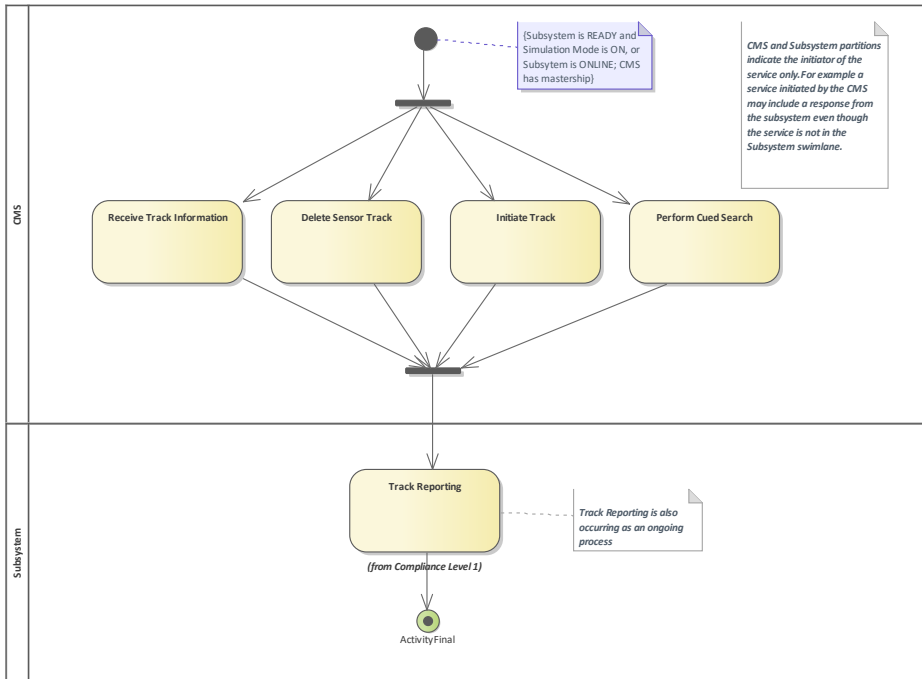 {Subsystem is READY and
Simulation Mode is ON, or
Subsytem is ONLINE; CMS
has mastership}
CMS and Subsystem partitions
indicate the initiator of the
service only.For example a
service initiated by the CMS
may include a response from
the subsystem even though
the service is not in the
Subsystem swimlane.
CMS
Receive Track Information
Delete Sensor Track
Initiate Track
Perform Cued Search
Subsystem
Track Reporting
Track Reporting is also
occurring as an ongoing
process
(from Compliance Level 1)
ActivityFinal